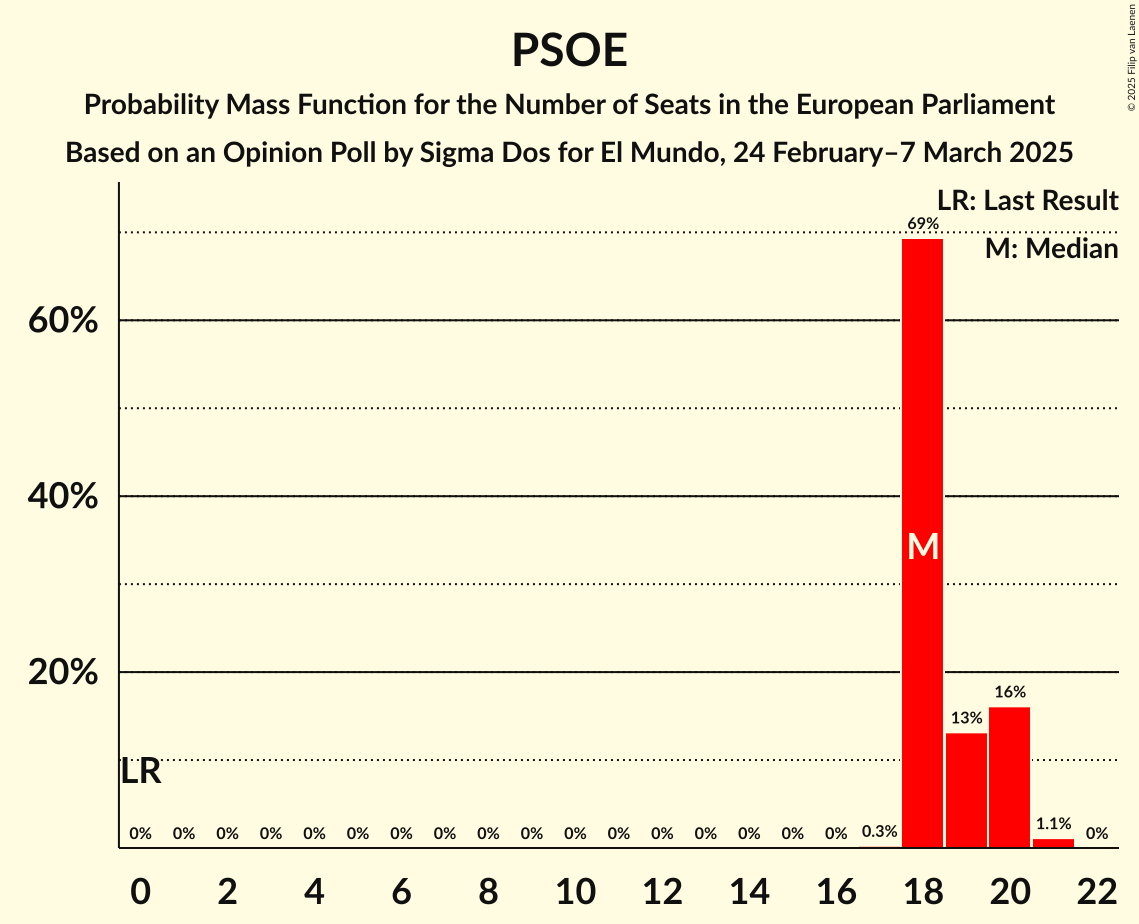 PSOE
Probability Mass Function for the Number of Seats in the European Parliament
Based on an Opinion Poll by Sigma Dos for El Mundo, 24 February–7 March 2025
© 2025 Filip van Laenen
LR: Last Result
M: Median
69%
60%
40%
M
20%
16%
13%
LR
0% 0% 0% 0% 0% 0% 0% 0% 0% 0% 0% 0% 0% 0% 0% 0% 0% 0.3% 1.1% 0%
0 2 4 6 8 10 12 14 16 18 20 22